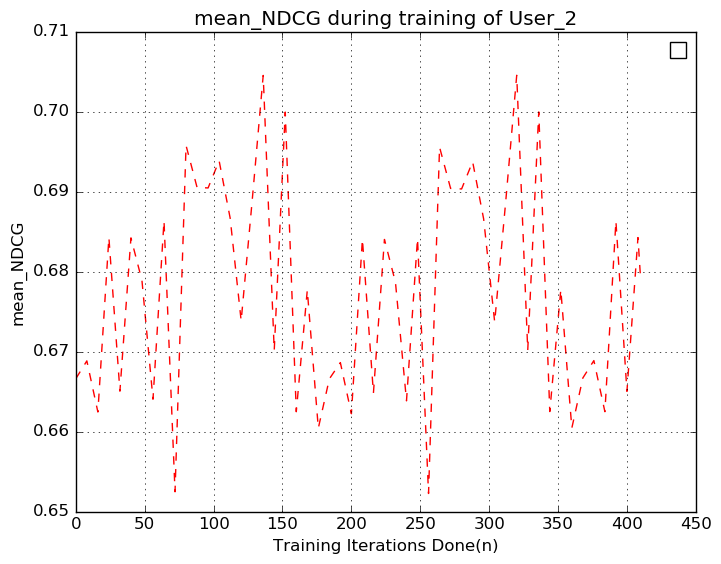 mean_NDCG during training of User_2
0.71
0.70
0.69
0.68
0.67
0.66
0.65
mean_NDCG
0 50 100 150 200 250 300 350 400 450
Training Iterations Done(n)